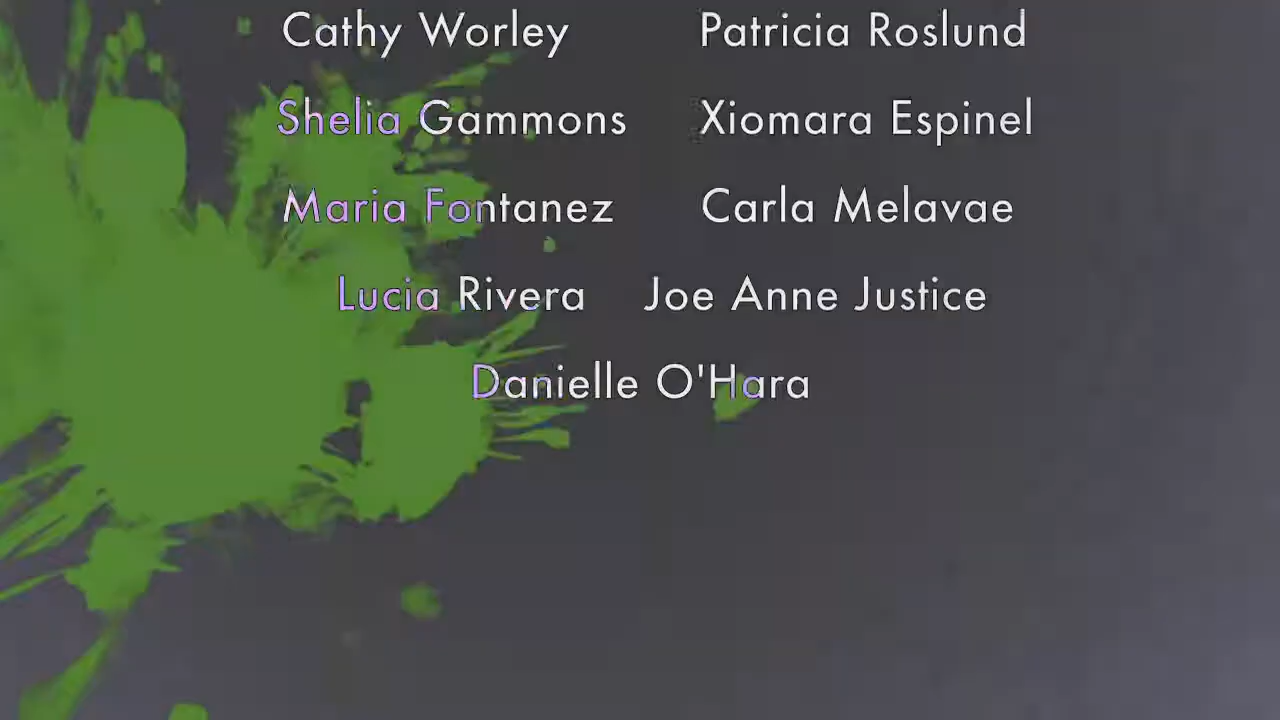 Cathy Worley Patricia Roslund
Shelia Gammons Xiomara Espinel
Maria Fontanez Carla Melavae
Lucia Rivera Joe Anne Justice
Danielle O'Hara